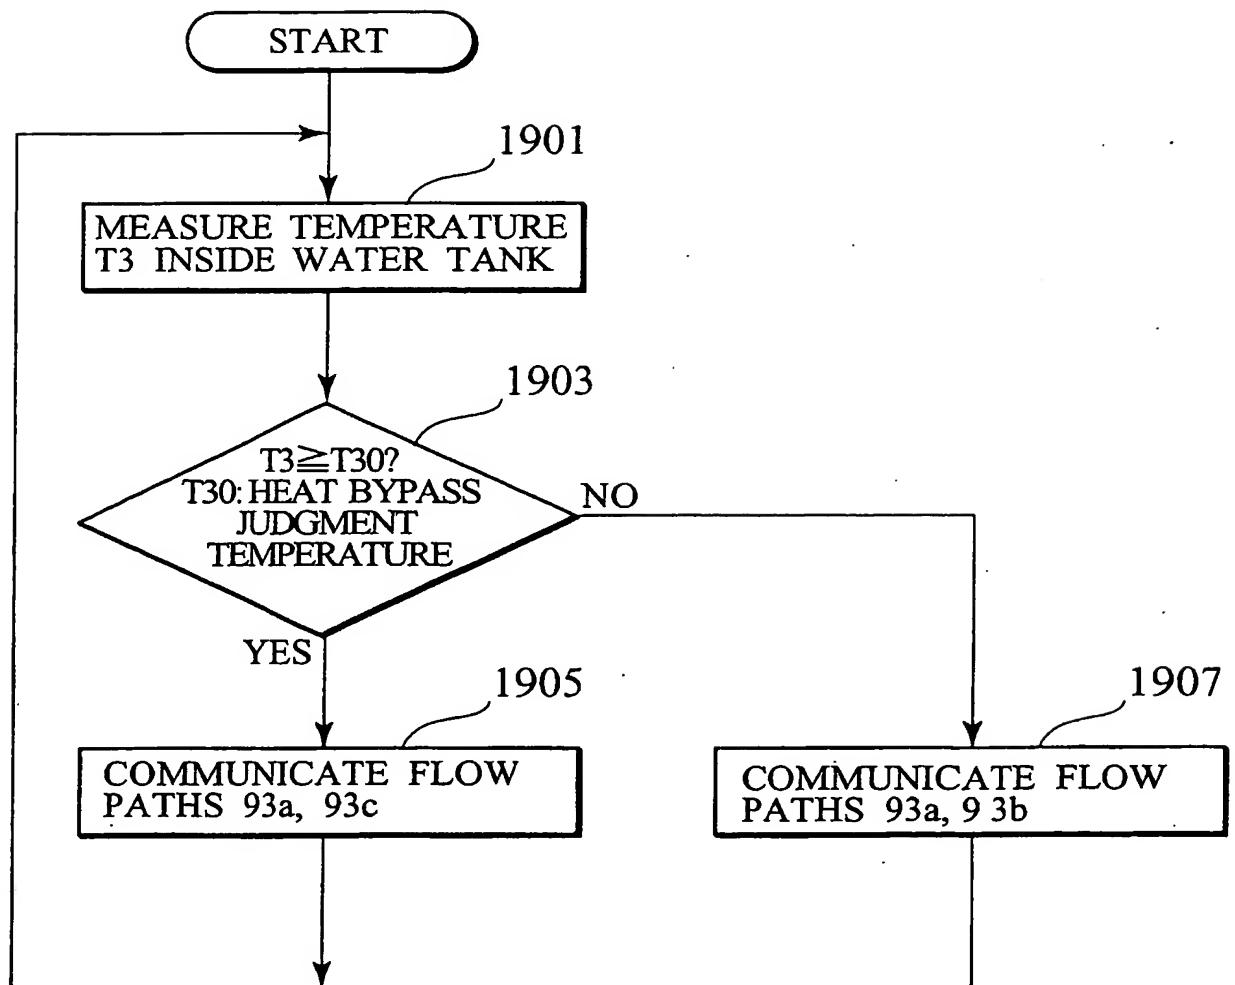 START
1901
MEASURE TEMPERATURE
T3 INSIDE WATER TANK
1903
T3≧T30?
T30: HEAT BYPASS
JUDGMENT
TEMPERATURE
NO
YES
1905
COMMUNICATE FLOW
PATHS 93a, 93c
1907
COMMUNICATE FLOW
PATHS 93a, 9 3b